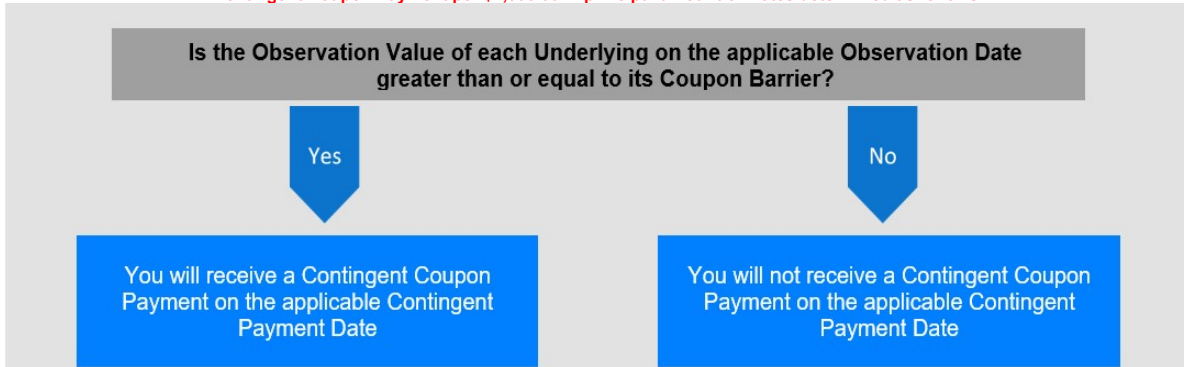 Is the Observation Value of each Underlying on the applicable Observation Date
greater than or equal to its Coupon Barrier?
Yes
No
You will receive a Contingent Coupon
Payment on the applicable Contingent
Payment Date
You will not receive a Contingent Coupon
Payment on the applicable Contingent
Payment Date